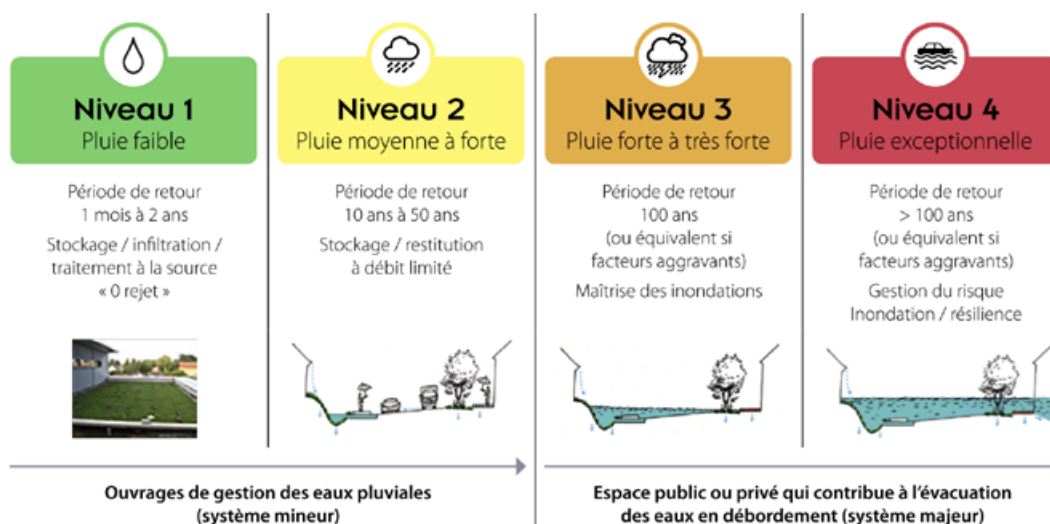 Niveau 1
Pluie faible
Période de retour
1 mois à 2 ans
Stockage / infiltration /
traitement à la source
« 0 rejet »
Niveau 2
Pluie moyenne à forte
Période de retour
10 ans à 50 ans
Stockage / restitution
à débit limité
Niveau 3
Pluie forte à très forte
Période de retour
100 ans
(ou équivalent si
facteurs aggravants)
Maîtrise des inondations
Niveau 4
Pluie exceptionnelle
Période de retour
> 100 ans
(ou équivalent si
facteurs aggravants)
Gestion du risque
Inondation / résilience
Ouvrages de gestion des eaux pluviales
(système mineur)
Espace public ou privé qui contribue à l'évacuation
des eaux en débordement (système majeur)